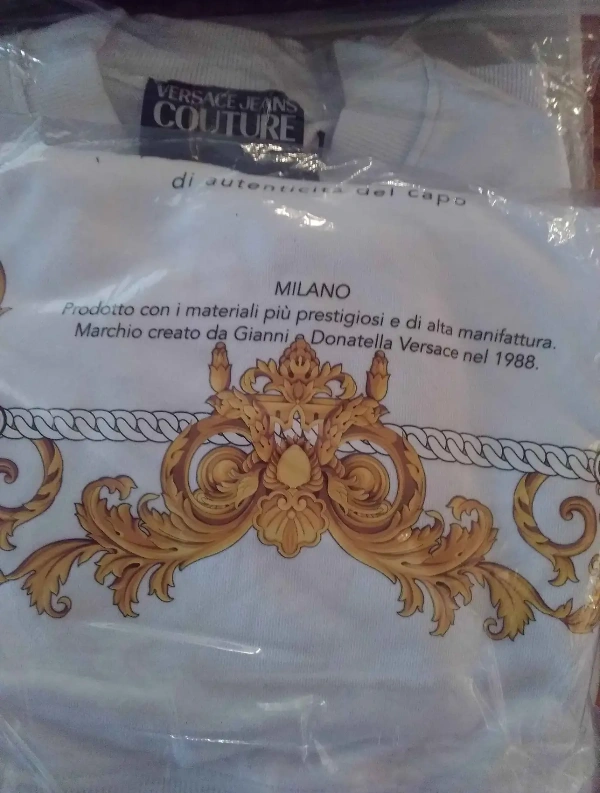 VERSACE JEANS
COUTURE
di autenticità del capo
MILANO
Prodotto con i materiali più prestigiosi e di alta manifattura.
Marchio creato da Gianni e Donatella Versace nel 1988.